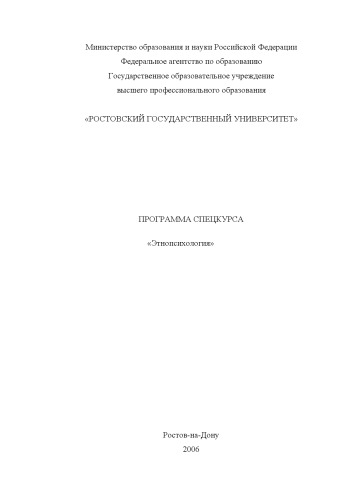 Министерство образования и науки Российской Федерации
Федеральное агентство по образованию
Государственное образовательное учреждение
высшего профессионального образования
«РОСТОВСКИЙ ГОСУДАРСТВЕННЫЙ УНИВЕРСИТЕТ»
ПРОГРАММА СПЕЦКУРСА
«Этнопсихология»
Ростов-на-Дону
2006